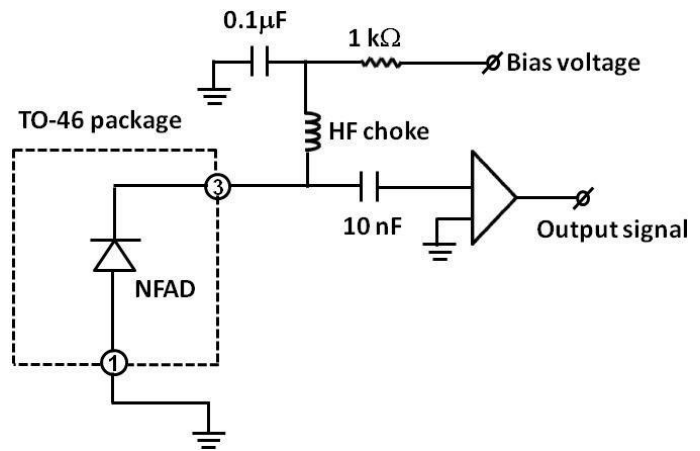 0.1µF
1 kΩ
Bias voltage
TO-46 package
HF choke
3
10 nF
Output signal
NFAD
1